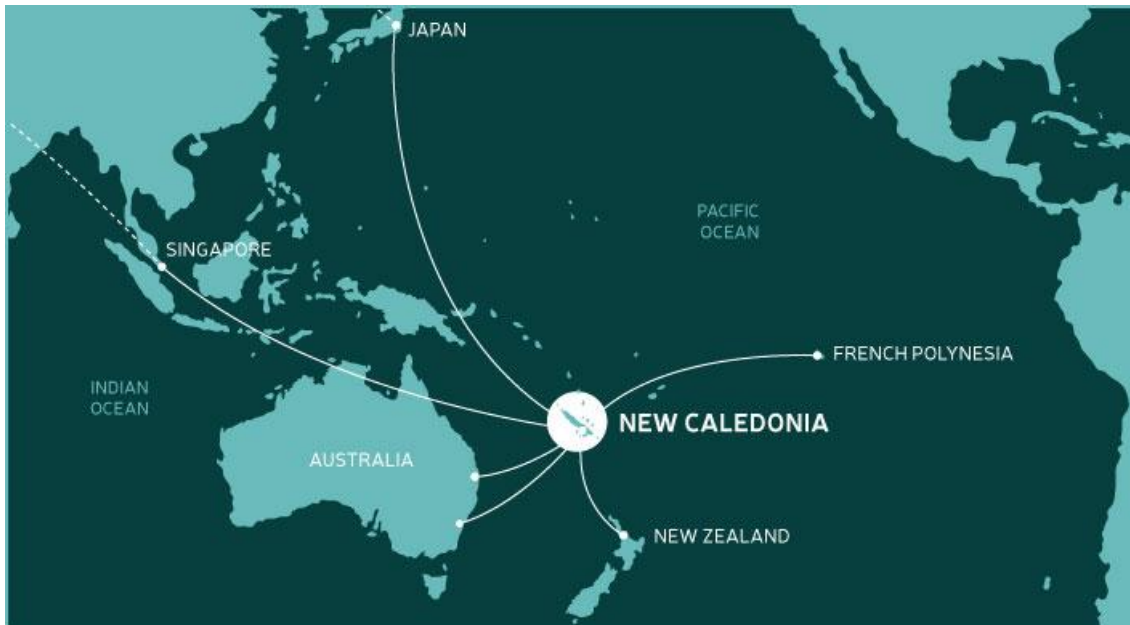 JAPAN
PACIFIC
OCEAN
SINGAPORE
FRENCH POLYNESIA
INDIAN
OCEAN
NEW CALEDONIA
AUSTRALIA
NEW ZEALAND